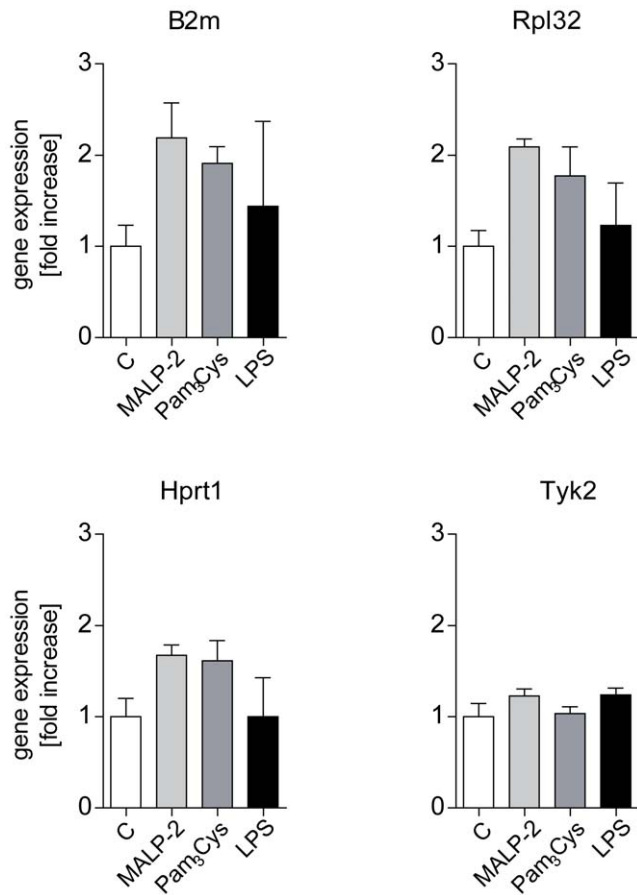 B2m
gene expression
[fold increase]
3
2
1
0
C
MALP-2
Pam₃Cys
LPS
Rpl32
3
2
1
0
C
MALP-2
Pam₃Cys
LPS
Hprt1
gene expression
[fold increase]
3
2
1
0
C
MALP-2
Pam₃Cys
LPS
Tyk2
3
2
1
0
C
MALP-2
Pam₃Cys
LPS